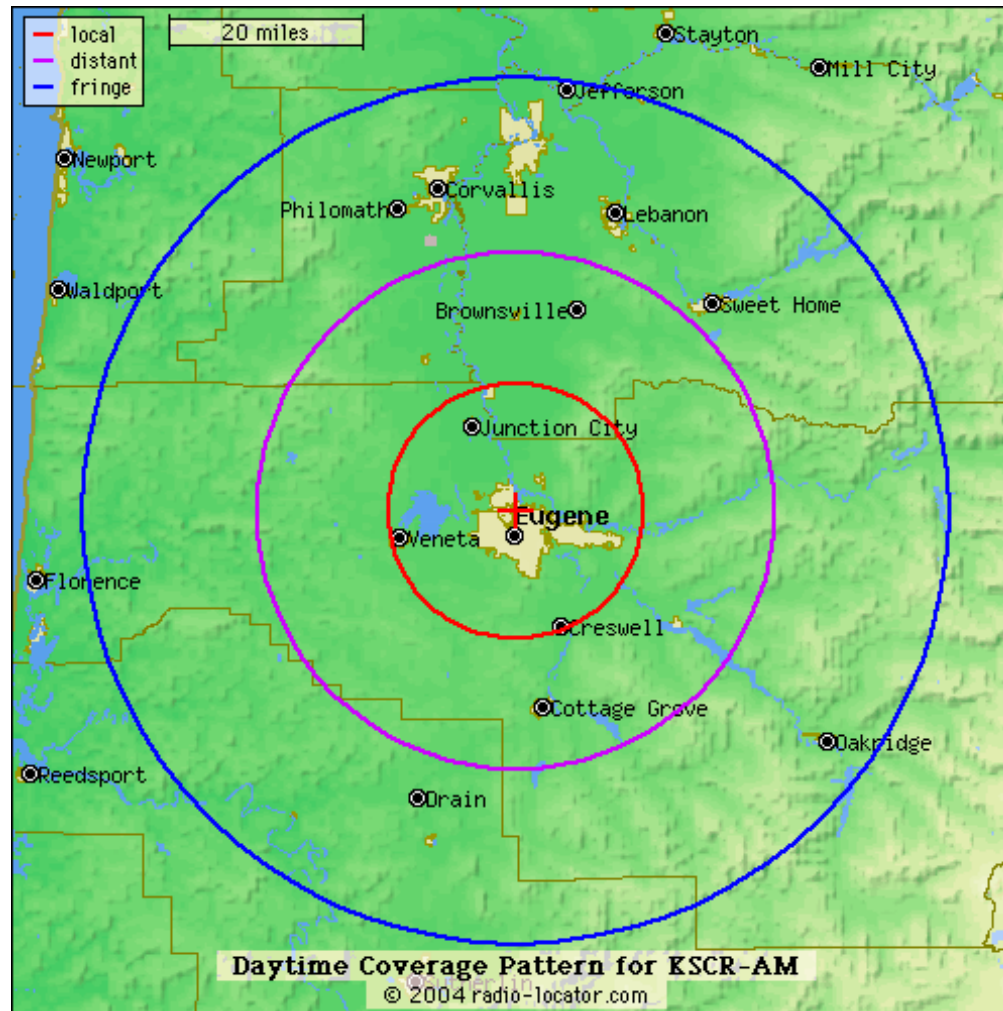 local
distant
fringe
20 miles
Stayton
Mill City
Jefferson
Newport
Corvallis
Philomath
Lebanon
Waldport
Brownsville
Sweet Home
Junction City
Eugene
Veneta
Florence
Creswell
Cottage Grove
Oakridge
Reedsport
Drain
Daytime Coverage Pattern for KSCR-AM
Sutherlin
© 2004 radio-locator.com